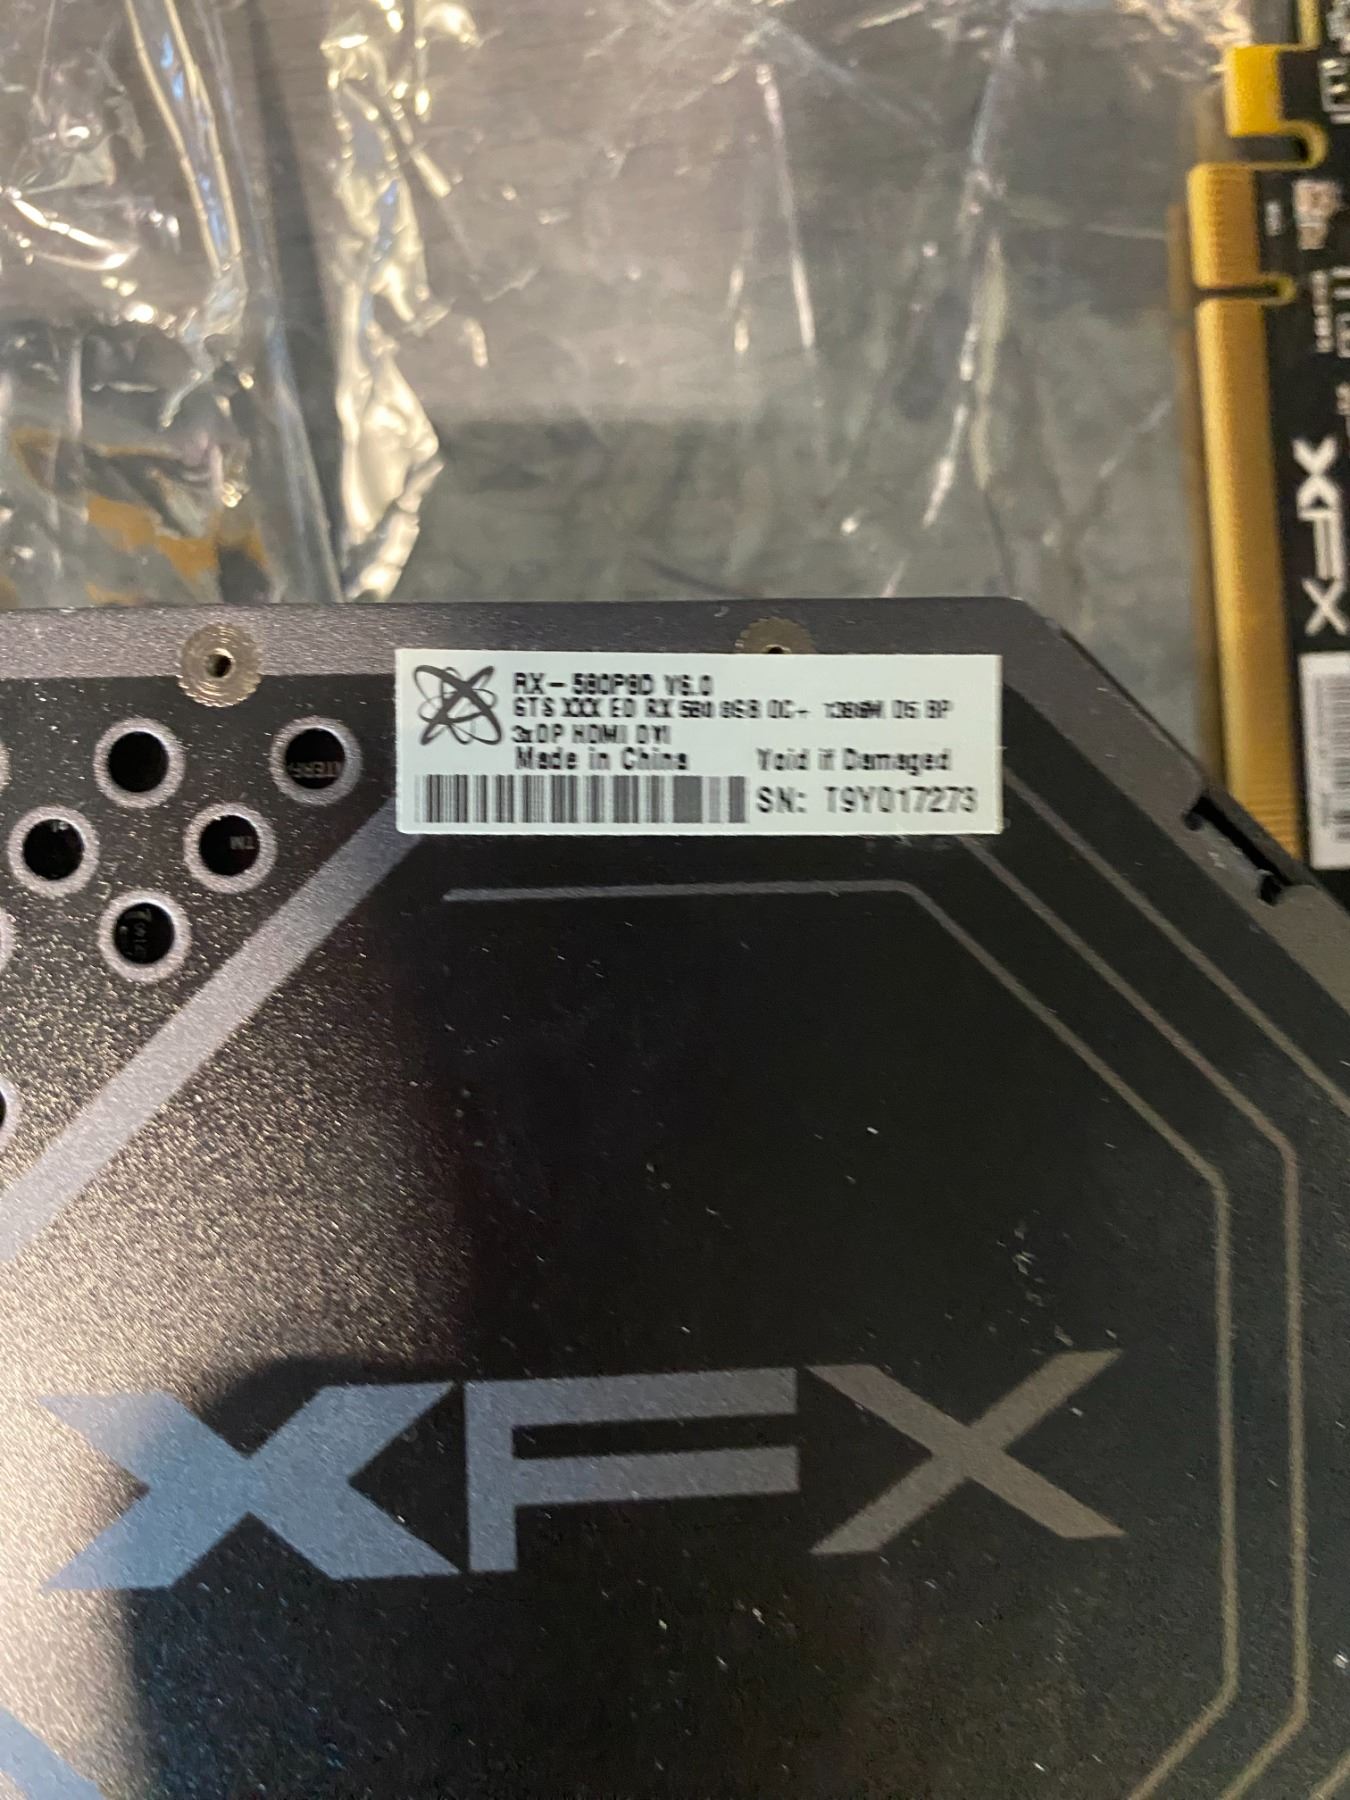 XFX
RX-580P8D V6.0
GTS XXX ED RX 580 8GB OC+ 1386M D5 BP
3xDP HDMI DVI
Made in China Void if Damaged
SN: T9Y017273
TM
XFX